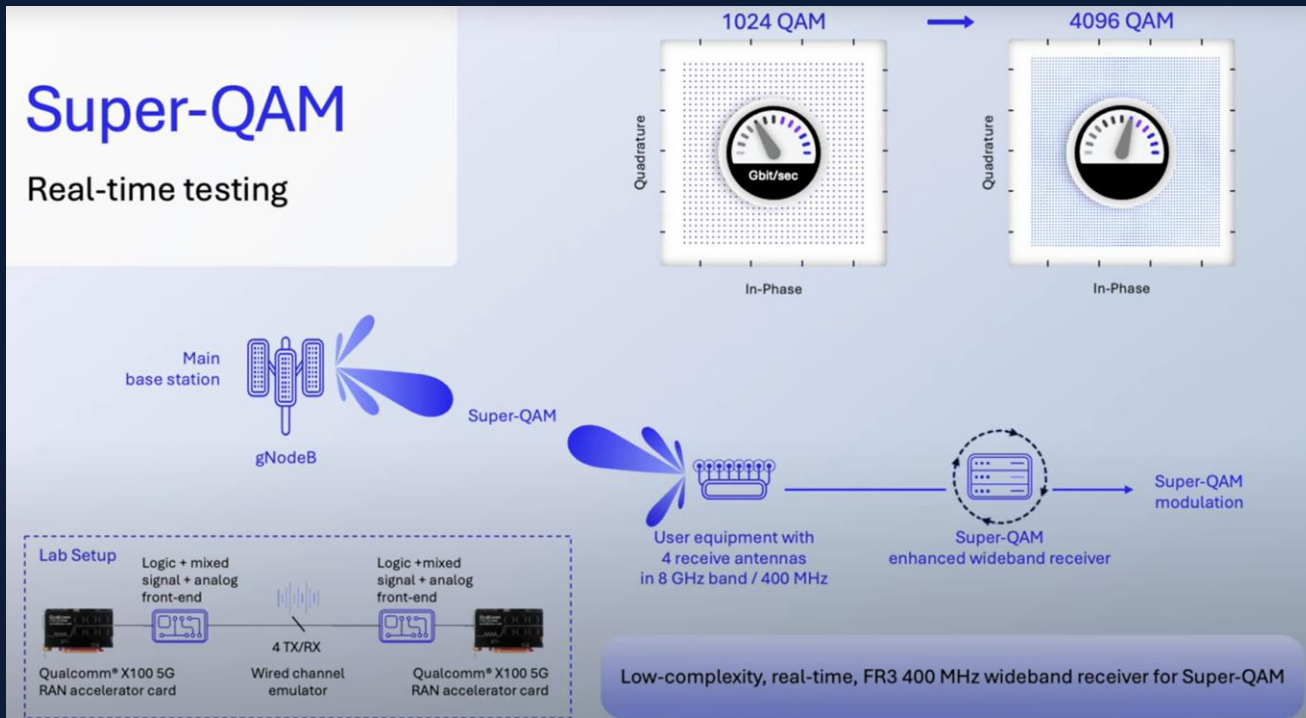 Super-QAM
Real-time testing
1024 QAM
4096 QAM
Quadrature
Gbit/sec
In-Phase
Quadrature
In-Phase
Main
base station
gNodeB
Super-QAM
User equipment with
4 receive antennas
in 8 GHz band / 400 MHz
Super-QAM
enhanced wideband receiver
Super-QAM
modulation
Lab Setup
Logic + mixed
signal + analog
front-end
Logic +mixed
signal + analog
front-end
4 TX/RX
Qualcomm® X100 5G
RAN accelerator card
Wired channel
emulator
Qualcomm® X100 5G
RAN accelerator card
Low-complexity, real-time, FR3 400 MHz wideband receiver for Super-QAM